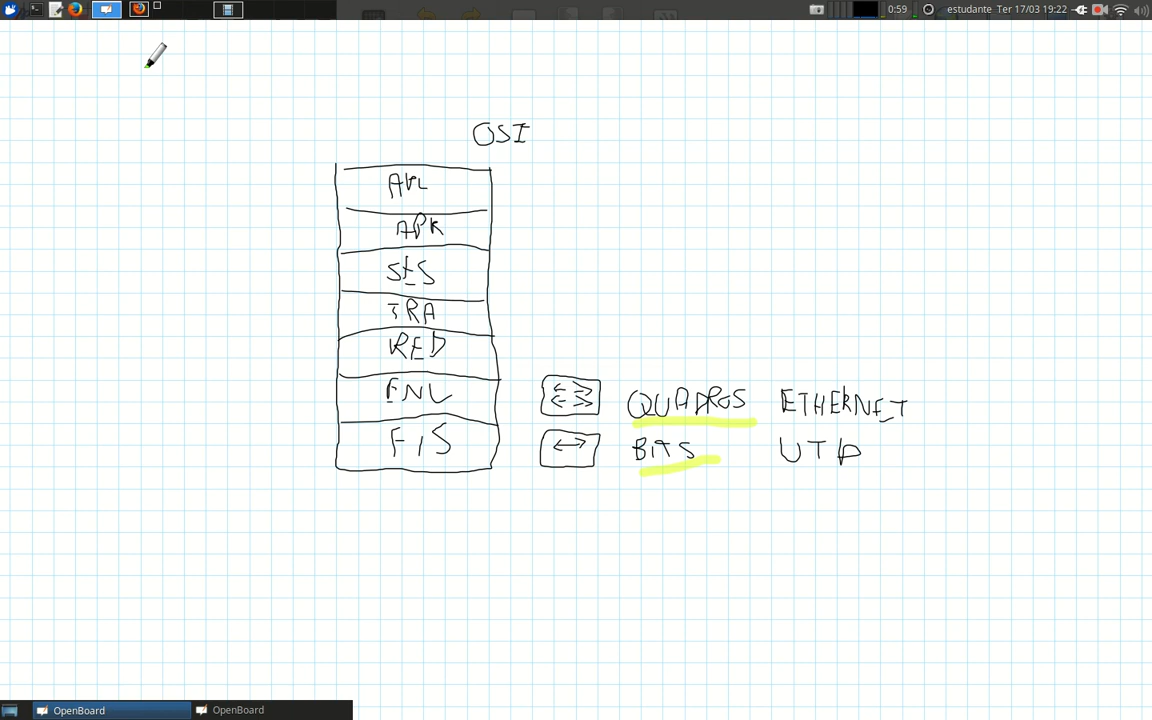 0:59 estudante Ter 17/03 19:22
OSI
APL
APR
SES
TRA
RED
ENL QUADROS ETHERNET
FIS BITS UTP
OpenBoard OpenBoard